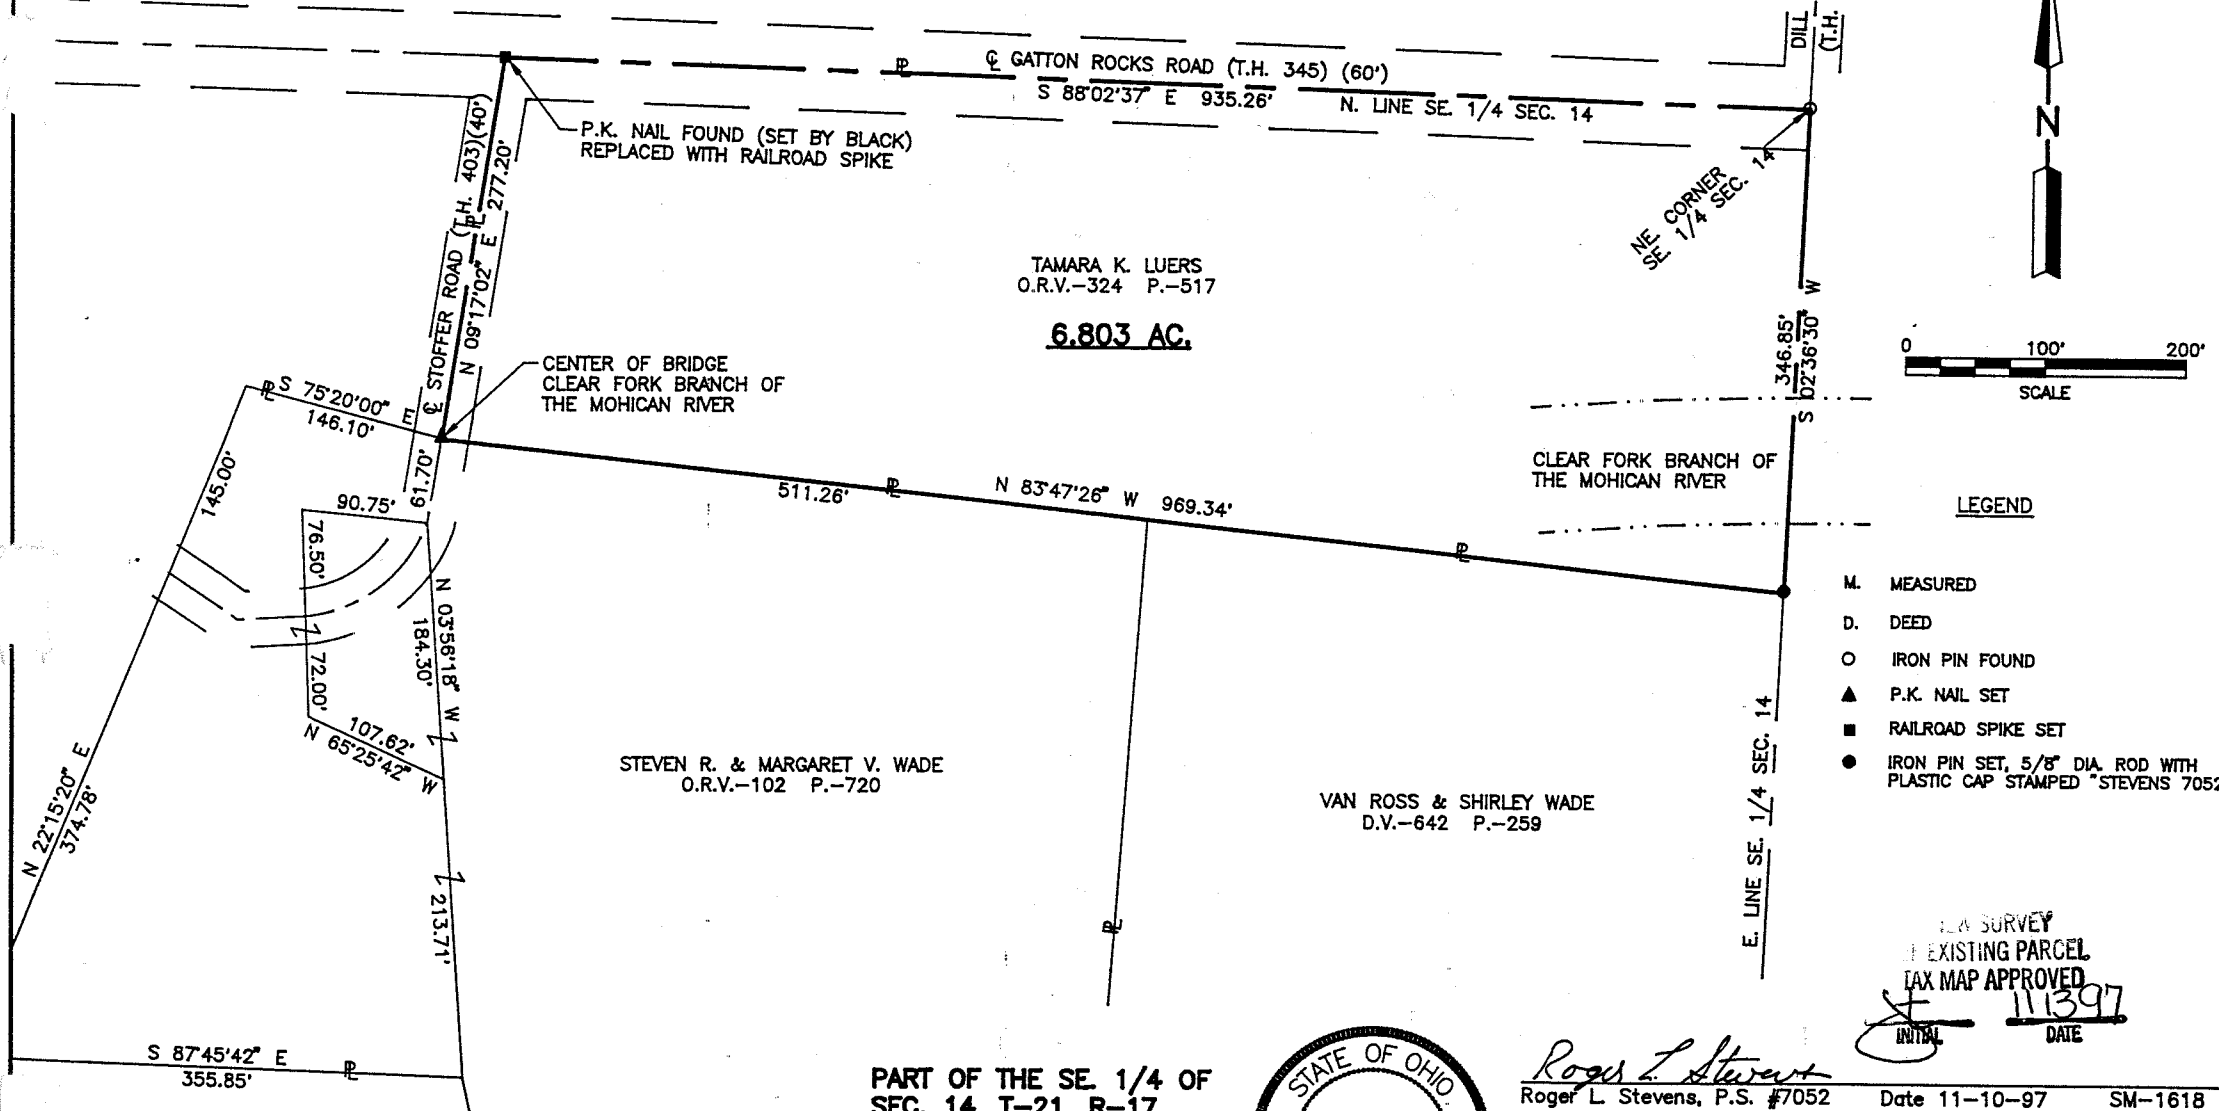 DILL
(T.H.
℄ GATTON ROCKS ROAD (T.H. 345) (60')
S 88°02'37" E 935.26'
N. LINE SE. 1/4 SEC. 14
P.K. NAIL FOUND (SET BY BLACK)
REPLACED WITH RAILROAD SPIKE
℄ STOFFER ROAD (T.H. 403)(40')
N 09°17'02" E 277.20'
NE. CORNER
SE. 1/4 SEC. 14
N
TAMARA K. LUERS
O.R.V.-324 P.-517
6.803 AC.
346.85'
S 02°36'30" W
0 100' 200'
SCALE
CENTER OF BRIDGE
CLEAR FORK BRANCH OF
THE MOHICAN RIVER
S 75°20'00" E
146.10'
145.00'
61.70'
90.75'
76.50'
72.00'
N 03°56'18" W
184.30'
107.62'
N 65°25'42" W
N 22°15'20" E
374.78'
213.71'
511.26'
N 83°47'26" W 969.34'
CLEAR FORK BRANCH OF
THE MOHICAN RIVER
LEGEND
M. MEASURED
D. DEED
IRON PIN FOUND
P.K. NAIL SET
RAILROAD SPIKE SET
IRON PIN SET, 5/8" DIA. ROD WITH
PLASTIC CAP STAMPED "STEVENS 7052
STEVEN R. & MARGARET V. WADE
O.R.V.-102 P.-720
VAN ROSS & SHIRLEY WADE
D.V.-642 P.-259
E. LINE SE. 1/4 SEC. 14
SURVEY
EXISTING PARCEL
TAX MAP APPROVED
111397
INITIAL DATE
S 87°45'42" E
355.85'
PART OF THE SE. 1/4 OF
SEC. 14, T-21, R-17
STATE OF OHIO
Roger L. Stevens
Roger L. Stevens, P.S. #7052 Date 11-10-97 SM-1618